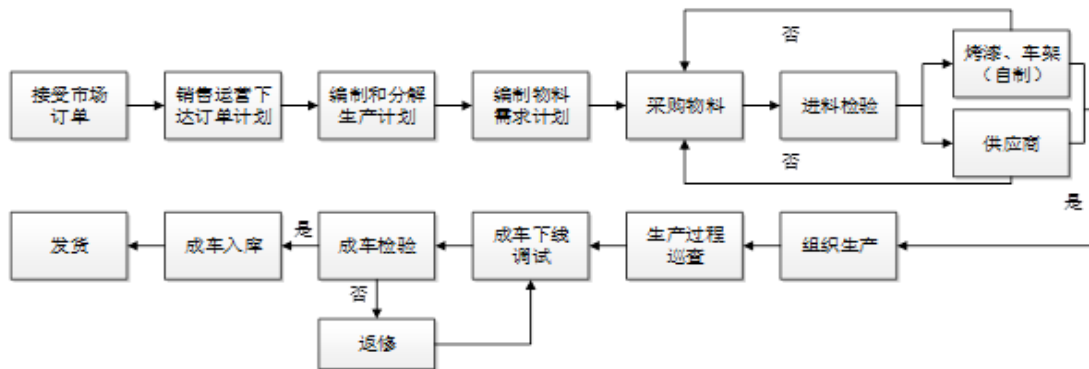 接受市场
订单
销售运营下
达订单计划
编制和分解
生产计划
编制物料
需求计划
采购物料
进料检验
否
烤漆、车架
（自制）
供应商
否
是
发货
成车入库
是
成车检验
成车下线
调试
生产过程
巡查
组织生产
否
返修